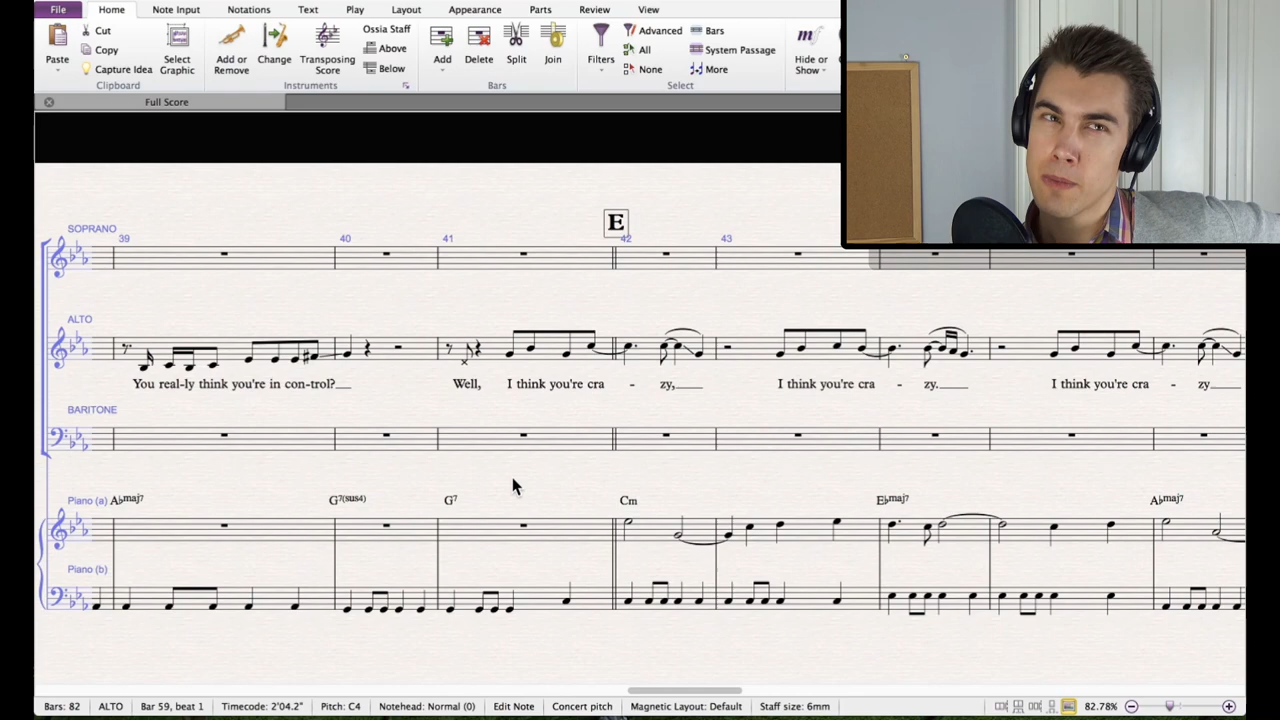 File Home Note Input Notations Text Play Layout Appearance Parts Review View
Paste
Cut
Copy
Capture Idea
Select Graphic
Add or Remove
Change
Transposing Score
Ossia Staff
Above
Below
Add
Delete
Split
Join
Filters
Advanced
All
None
Bars
System Passage
More
Hide or Show
Clipboard Instruments Bars Select
Full Score
E
SOPRANO
39 40 41 42 43
ALTO
You real-ly think you're in con-trol? Well, I think you're cra - zy, I think you're cra - zy. I think you're cra - zy
BARITONE
Piano (a) A♭maj7 G7(sus4) G7 Cm E♭maj7 A♭maj7
Piano (b)
Bars: 82 ALTO Bar 59, beat 1 Timecode: 2'04.2" Pitch: C4 Notehead: Normal (0) Edit Note Concert pitch Magnetic Layout: Default Staff size: 6mm 82.78%